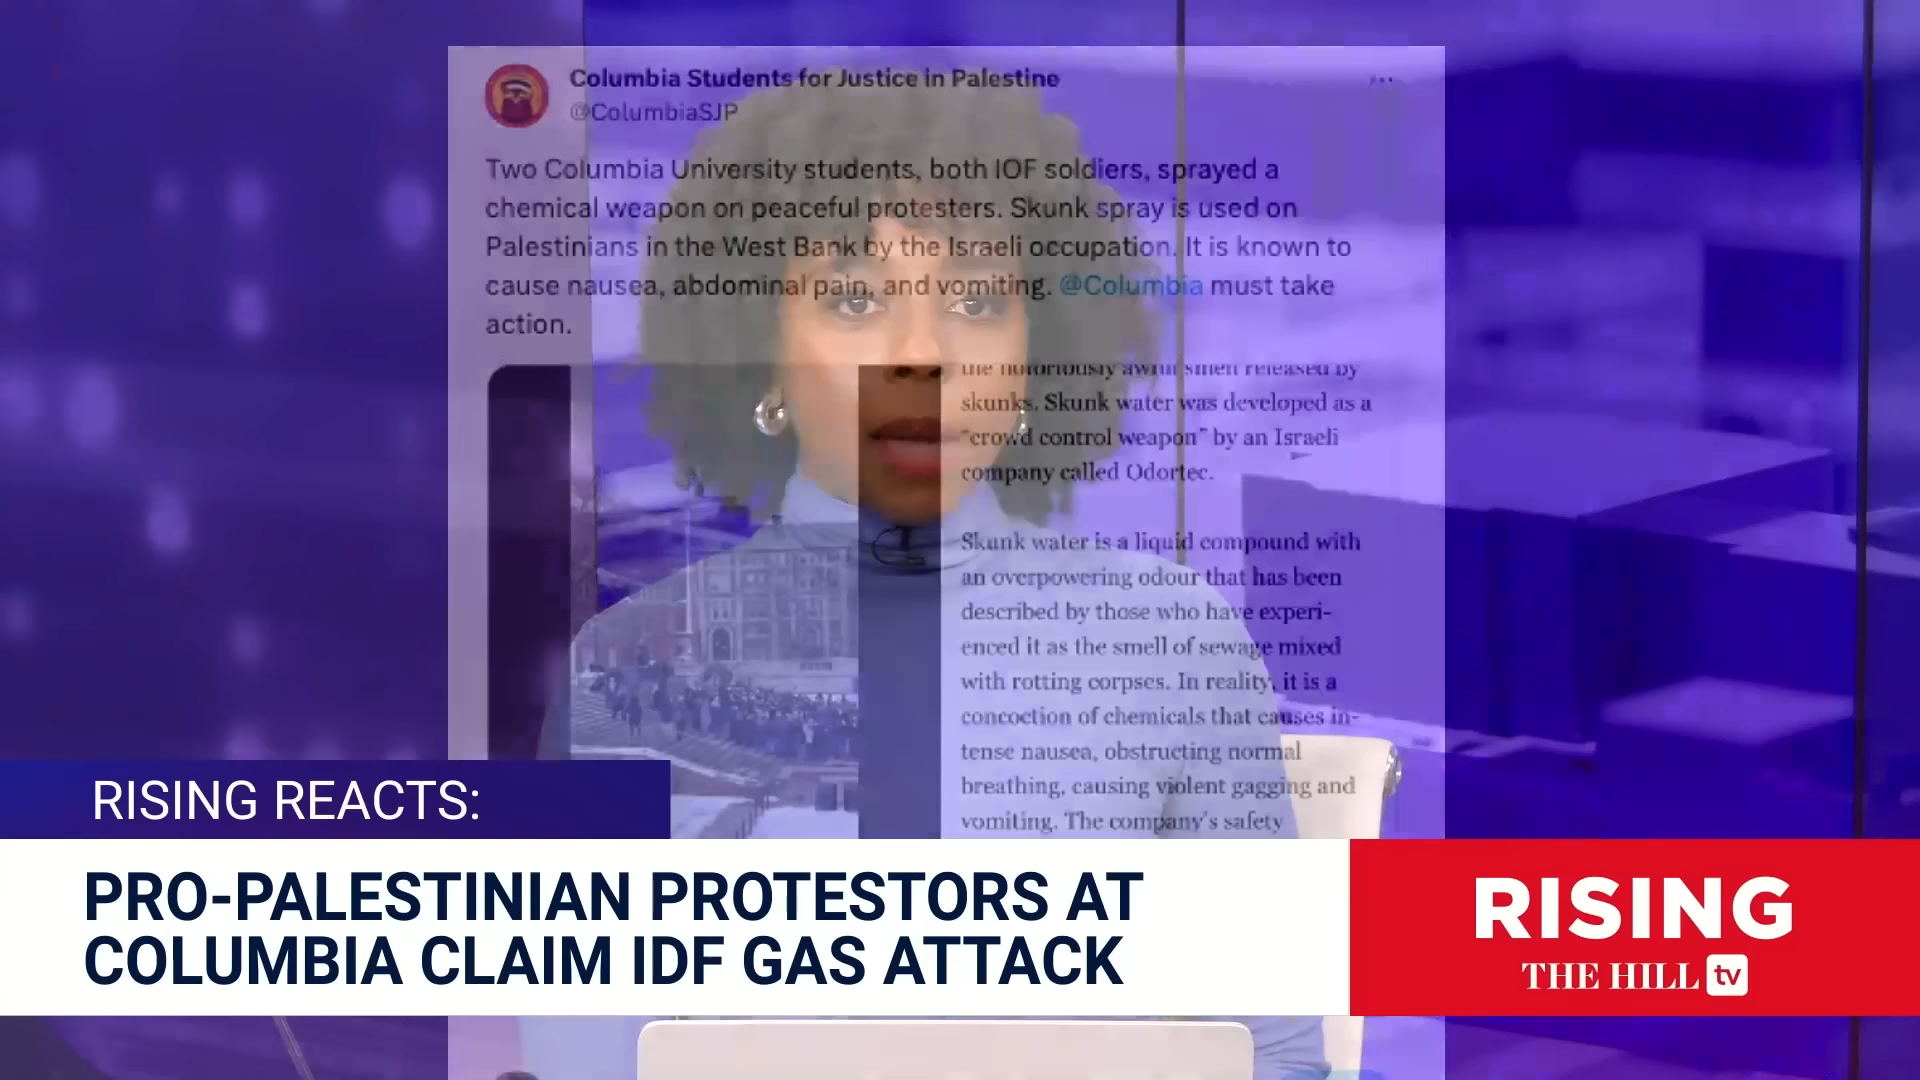 Columbia Students for Justice in Palestine
@ColumbiaSJP
Two Columbia University students, both IOF soldiers, sprayed a
chemical weapon on peaceful protesters. Skunk spray is used on
Palestinians in the West Bank by the Israeli occupation. It is known to
cause nausea, abdominal pain, and vomiting. @Columbia must take
action.
the notoriously awful smell released by
skunks. Skunk water was developed as a
"crowd control weapon" by an Israeli
company called Odortec.
Skunk water is a liquid compound with
an overpowering odour that has been
described by those who have experi-
enced it as the smell of sewage mixed
with rotting corpses. In reality, it is a
concoction of chemicals that causes in-
tense nausea, obstructing normal
breathing, causing violent gagging and
vomiting. The company's safety
RISING REACTS:
PRO-PALESTINIAN PROTESTORS AT
COLUMBIA CLAIM IDF GAS ATTACK
RISING
THE HILL tv